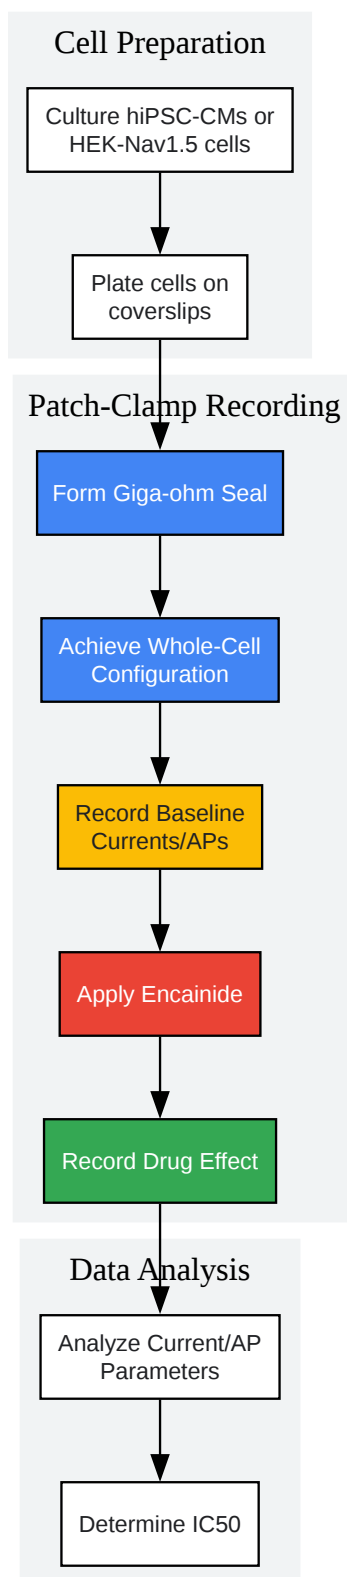 Cell Preparation
Culture hiPSC-CMs or
HEK-Nav1.5 cells
Plate cells on
coverslips
Patch-Clamp Recording
Form Giga-ohm Seal
Achieve Whole-Cell
Configuration
Record Baseline
Currents/APs
Apply Encainide
Record Drug Effect
Data Analysis
Analyze Current/AP
Parameters
Determine IC50